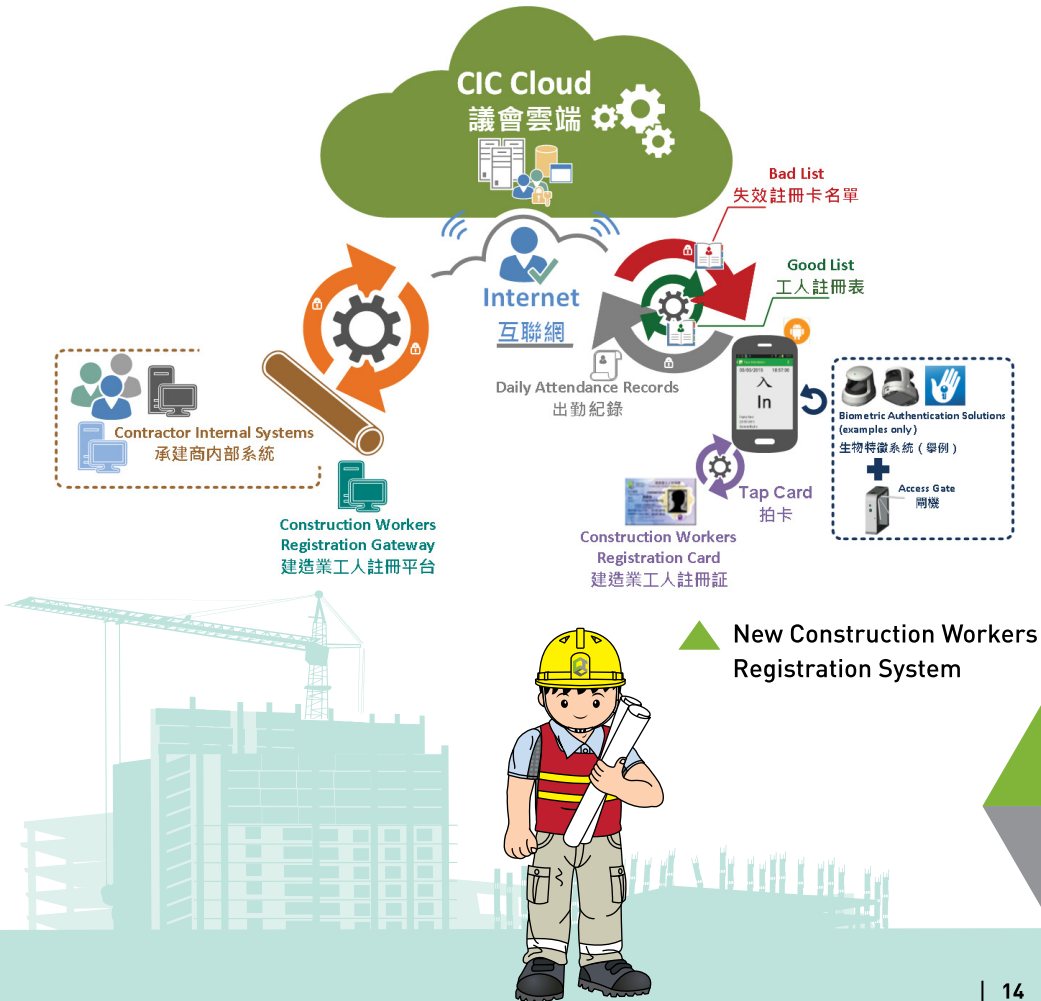 CIC Cloud
議會雲端
Bad List
失效註冊卡名單
Good List
工人註冊表
Internet
互聯網
Daily Attendance Records
出勤紀錄
入
In
Biometric Authentication Solutions
(examples only )
生物特徵系統 ( 舉例 )
Access Gate
閘機
Contractor Internal Systems
承建商內部系統
Tap Card
拍卡
Construction Workers
Registration Gateway
建造業工人註冊平台
Construction Workers
Registration Card
建造業工人註冊証
New Construction Workers
Registration System
| 14